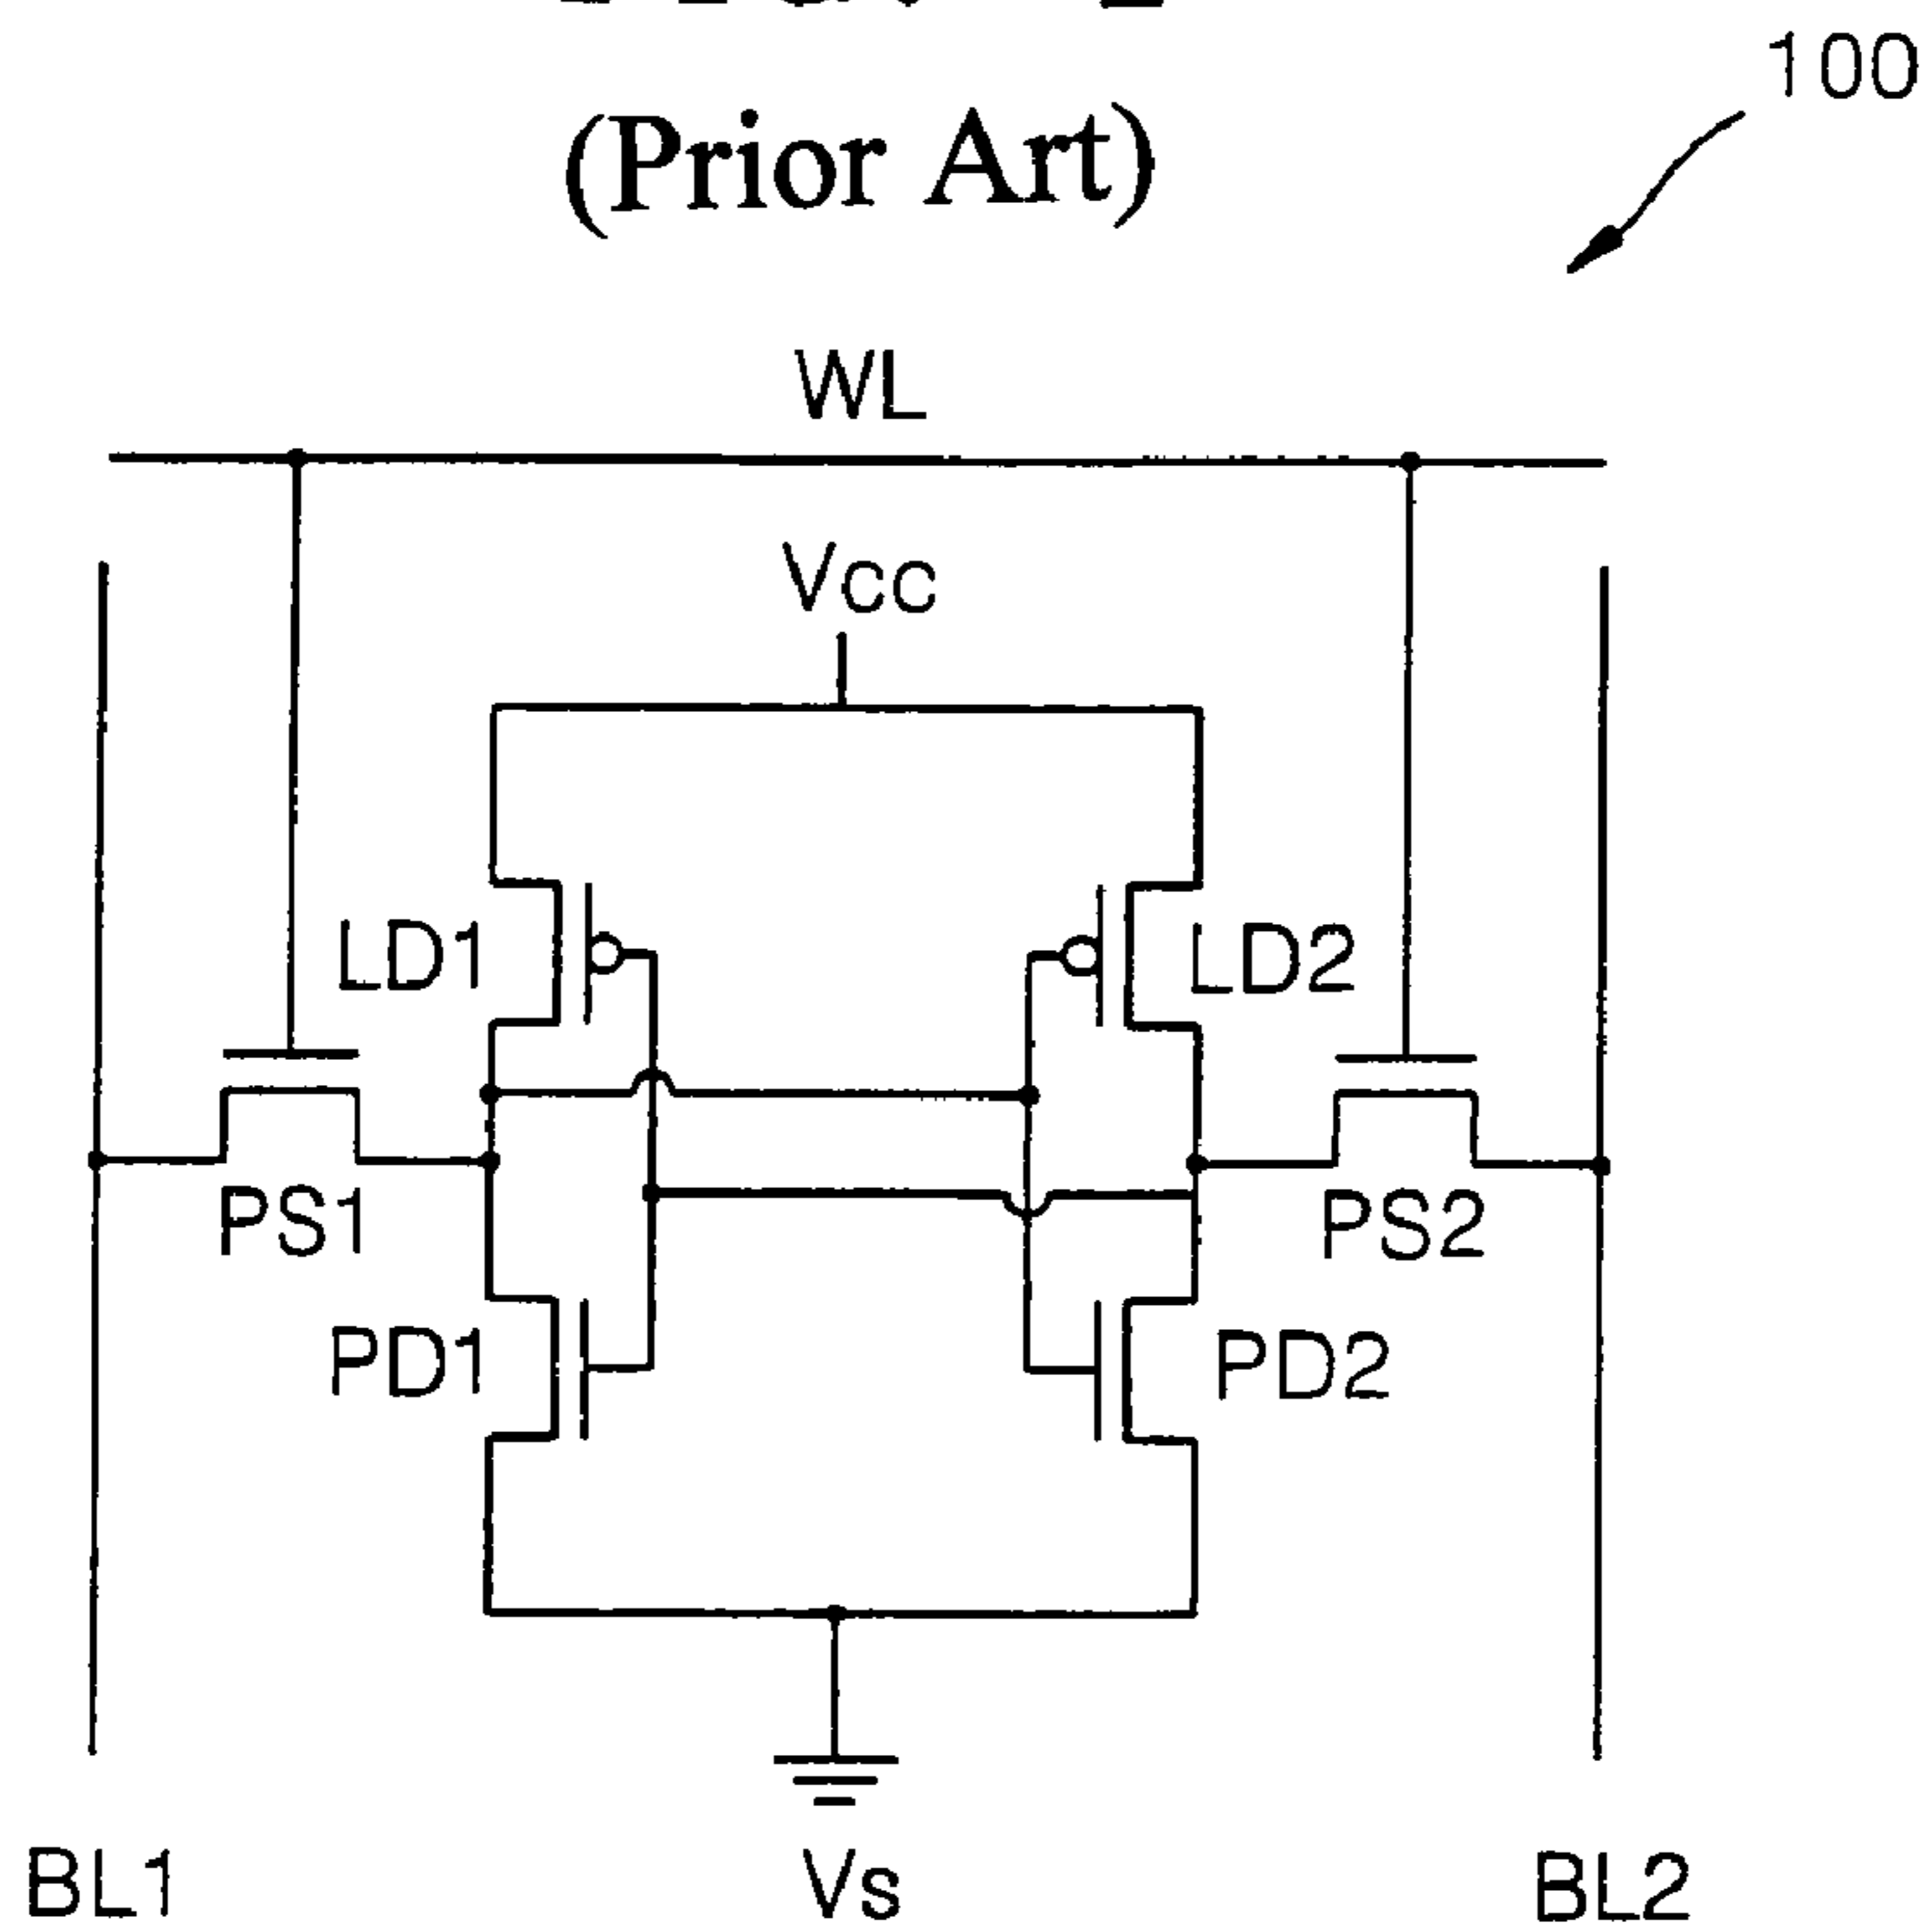 100
(Prior Art)
WL
Vcc
LD1 LD2
PS1 PS2
PD1 PD2
BL1 Vs BL2